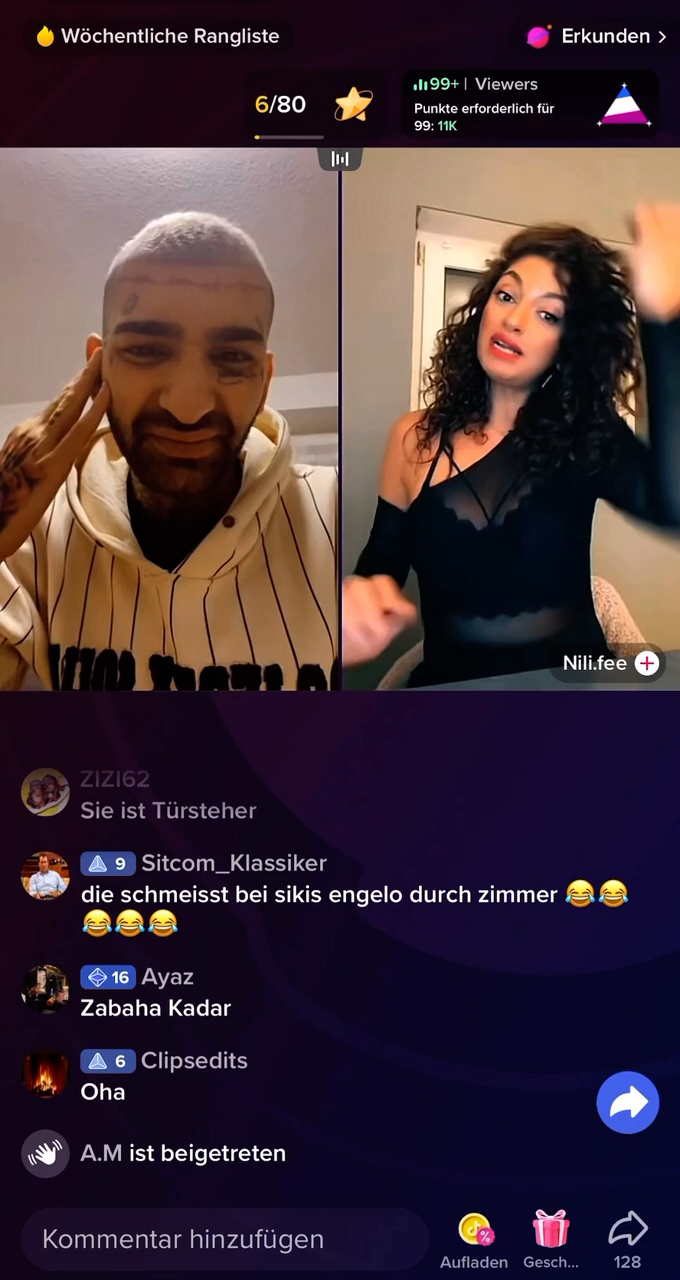 Wöchentliche Rangliste
Erkunden >
6/80
99+ | Viewers
Punkte erforderlich für
99: 11K
Nili.fee
ZIZI62
Sie ist Türsteher
9 Sitcom_Klassiker
die schmeisst bei sikis engelo durch zimmer 😂😂
😂😂😂
16 Ayaz
Zabaha Kadar
6 Clipsedits
Oha
A.M ist beigetreten
Kommentar hinzufügen
Aufladen
Gesch...
128